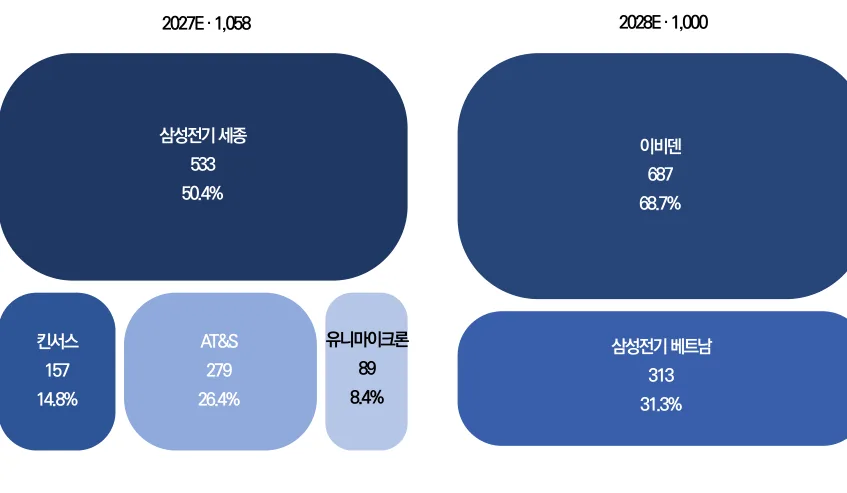 2027E · 1,058
삼성전기 세종
533
50.4%
킨서스
157
14.8%
AT&S
279
26.4%
유니마이크론
89
8.4%
2028E · 1,000
이비덴
687
68.7%
삼성전기 베트남
313
31.3%